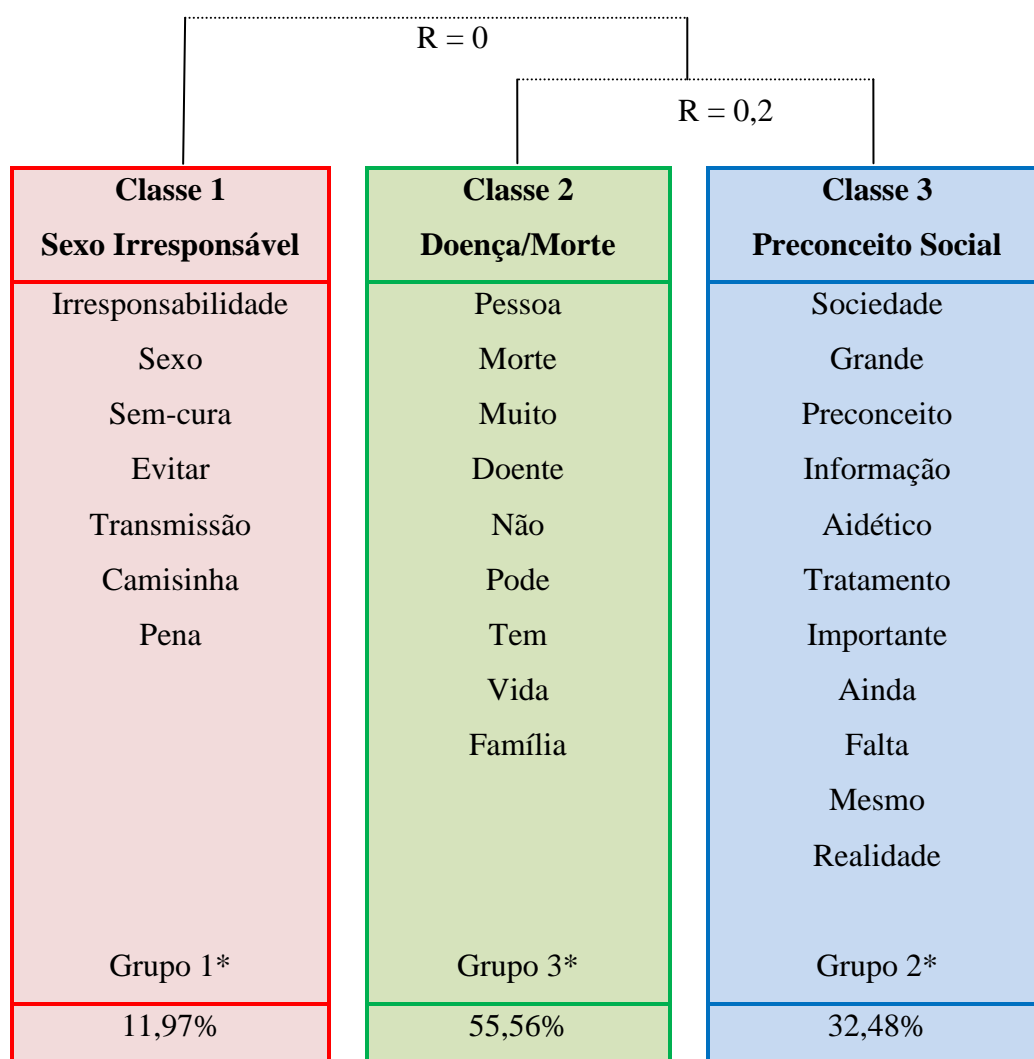 R = 0
R = 0,2
Classe 1
Sexo Irresponsável
Irresponsabilidade
Sexo
Sem-cura
Evitar
Transmissão
Camisinha
Pena
Grupo 1*
11,97%
Classe 2
Doença/Morte
Pessoa
Morte
Muito
Doente
Não
Pode
Tem
Vida
Família
Grupo 3*
55,56%
Classe 3
Preconceito Social
Sociedade
Grande
Preconceito
Informação
Aidético
Tratamento
Importante
Ainda
Falta
Mesmo
Realidade
Grupo 2*
32,48%